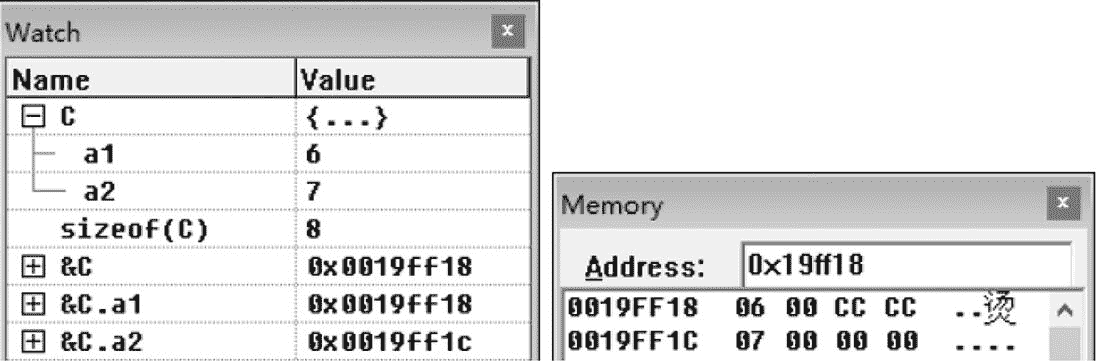 Watch
x
Name Value
C {...}
a1 6
a2 7
sizeof(C) 8
&C 0x0019ff18
&C.a1 0x0019ff18
&C.a2 0x0019ff1c
Memory
x
Address: 0x19ff18
0019FF18 06 00 CC CC ..烫
0019FF1C 07 00 00 00 ....